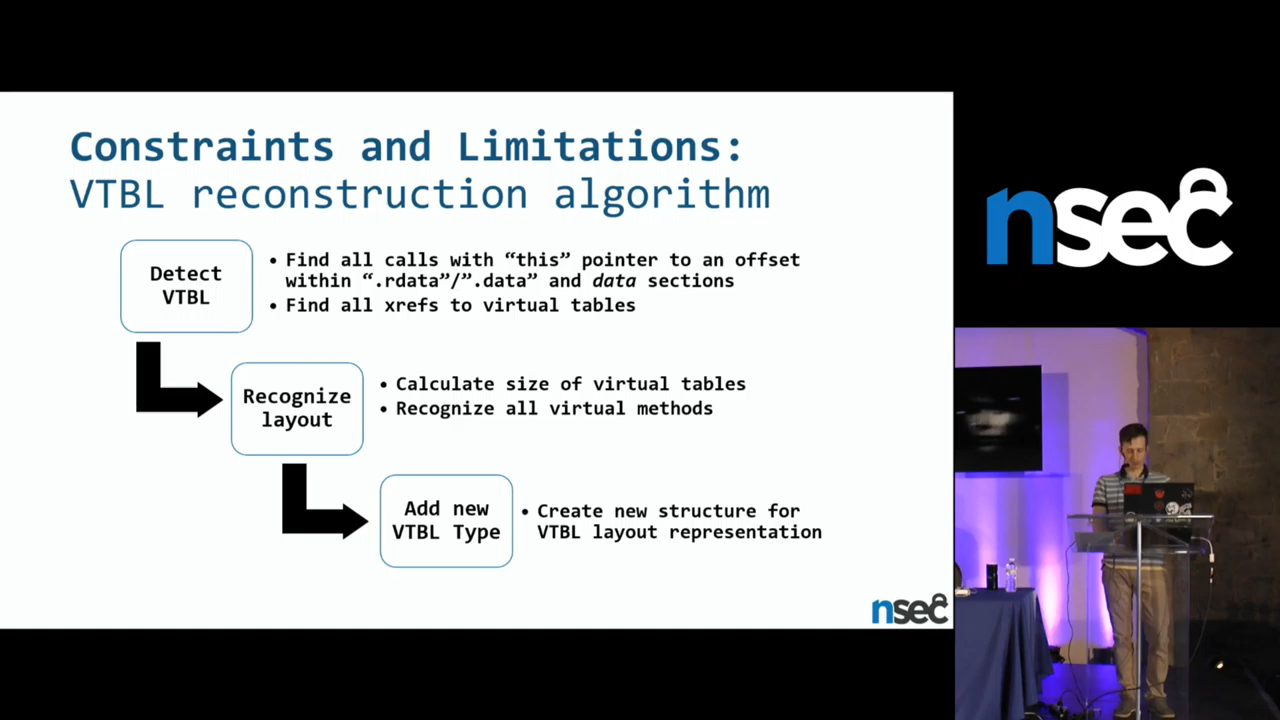 Constraints and Limitations:
VTBL reconstruction algorithm
Detect
VTBL
• Find all calls with “this” pointer to an offset
within “.rdata”/”.data” and data sections
• Find all xrefs to virtual tables
Recognize
layout
• Calculate size of virtual tables
• Recognize all virtual methods
Add new
VTBL Type
• Create new structure for
VTBL layout representation
nsec
nsec